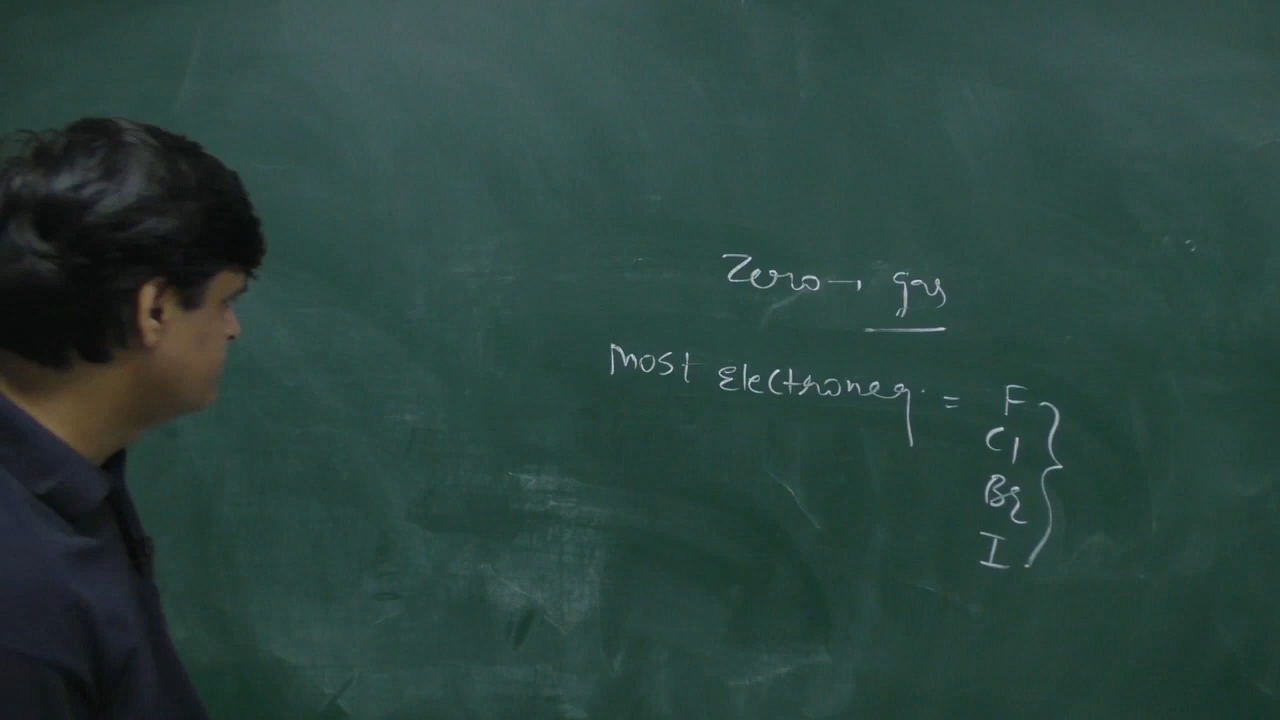 Zero → gas
Most Electroneg. = F
Cl
Br
I